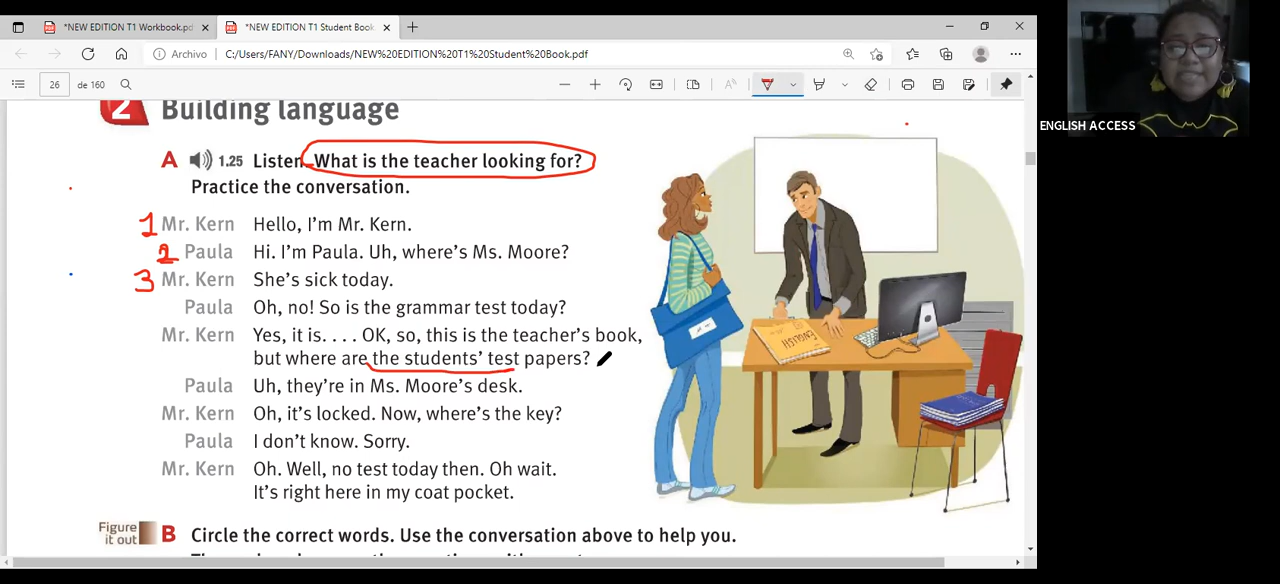 *NEW EDITION T1 Workbook.pd
*NEW EDITION T1 Student Book
Archivo
C:/Users/FANY/Downloads/NEW%20EDITION%20T1%20Student%20Book.pdf
26 de 160
2 Building language
A 1.25 Listen. What is the teacher looking for?
Practice the conversation.
1 Mr. Kern Hello, I'm Mr. Kern.
2 Paula Hi. I'm Paula. Uh, where's Ms. Moore?
3 Mr. Kern She's sick today.
Paula Oh, no! So is the grammar test today?
Mr. Kern Yes, it is. . . . OK, so, this is the teacher's book,
but where are the students' test papers?
Paula Uh, they're in Ms. Moore's desk.
Mr. Kern Oh, it's locked. Now, where's the key?
Paula I don't know. Sorry.
Mr. Kern Oh. Well, no test today then. Oh wait.
It's right here in my coat pocket.
Figure it out B Circle the correct words. Use the conversation above to help you.
ENGLISH
ENGLISH ACCESS